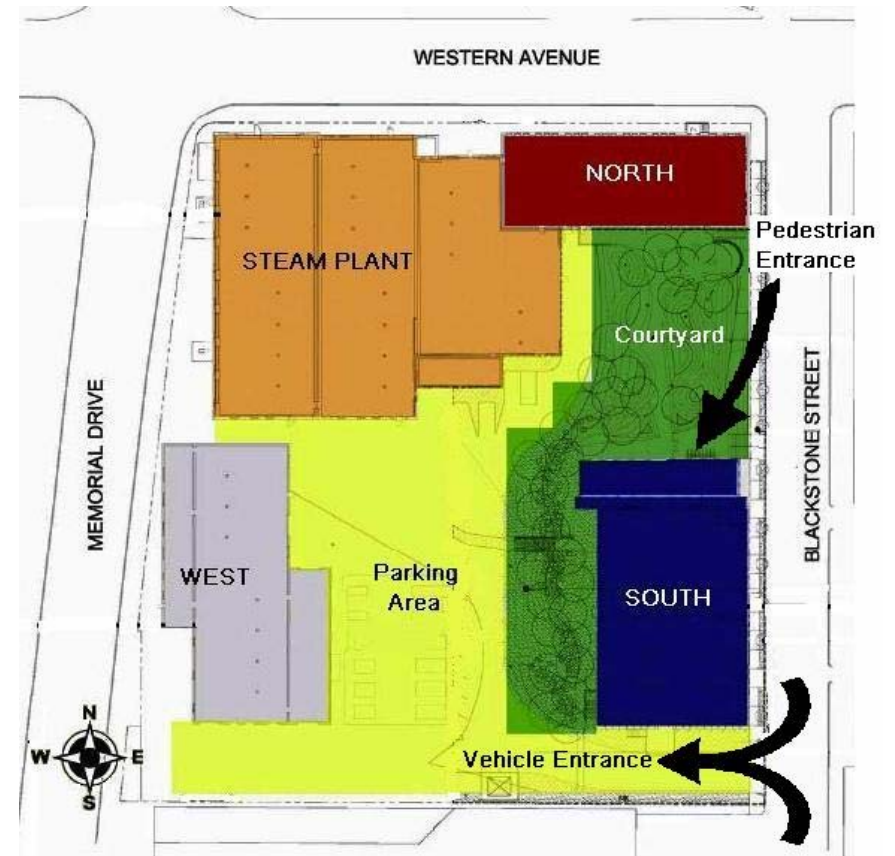 WESTERN AVENUE
NORTH
Pedestrian
Entrance
STEAM PLANT
Courtyard
MEMORIAL DRIVE
BLACKSTONE STREET
WEST
Parking
Area
SOUTH
N
W
E
S
Vehicle Entrance